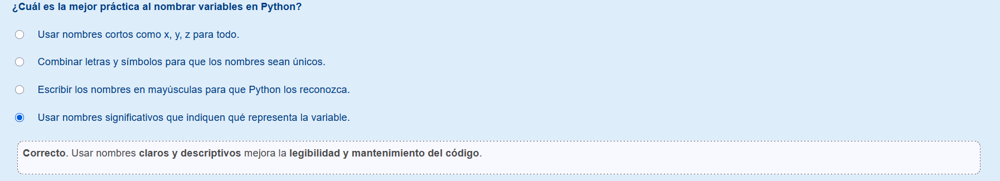 ¿Cuál es la mejor práctica al nombrar variables en Python?
Usar nombres cortos como x, y, z para todo.
Combinar letras y símbolos para que los nombres sean únicos.
Escribir los nombres en mayúsculas para que Python los reconozca.
Usar nombres significativos que indiquen qué representa la variable.
Correcto. Usar nombres claros y descriptivos mejora la legibilidad y mantenimiento del código.